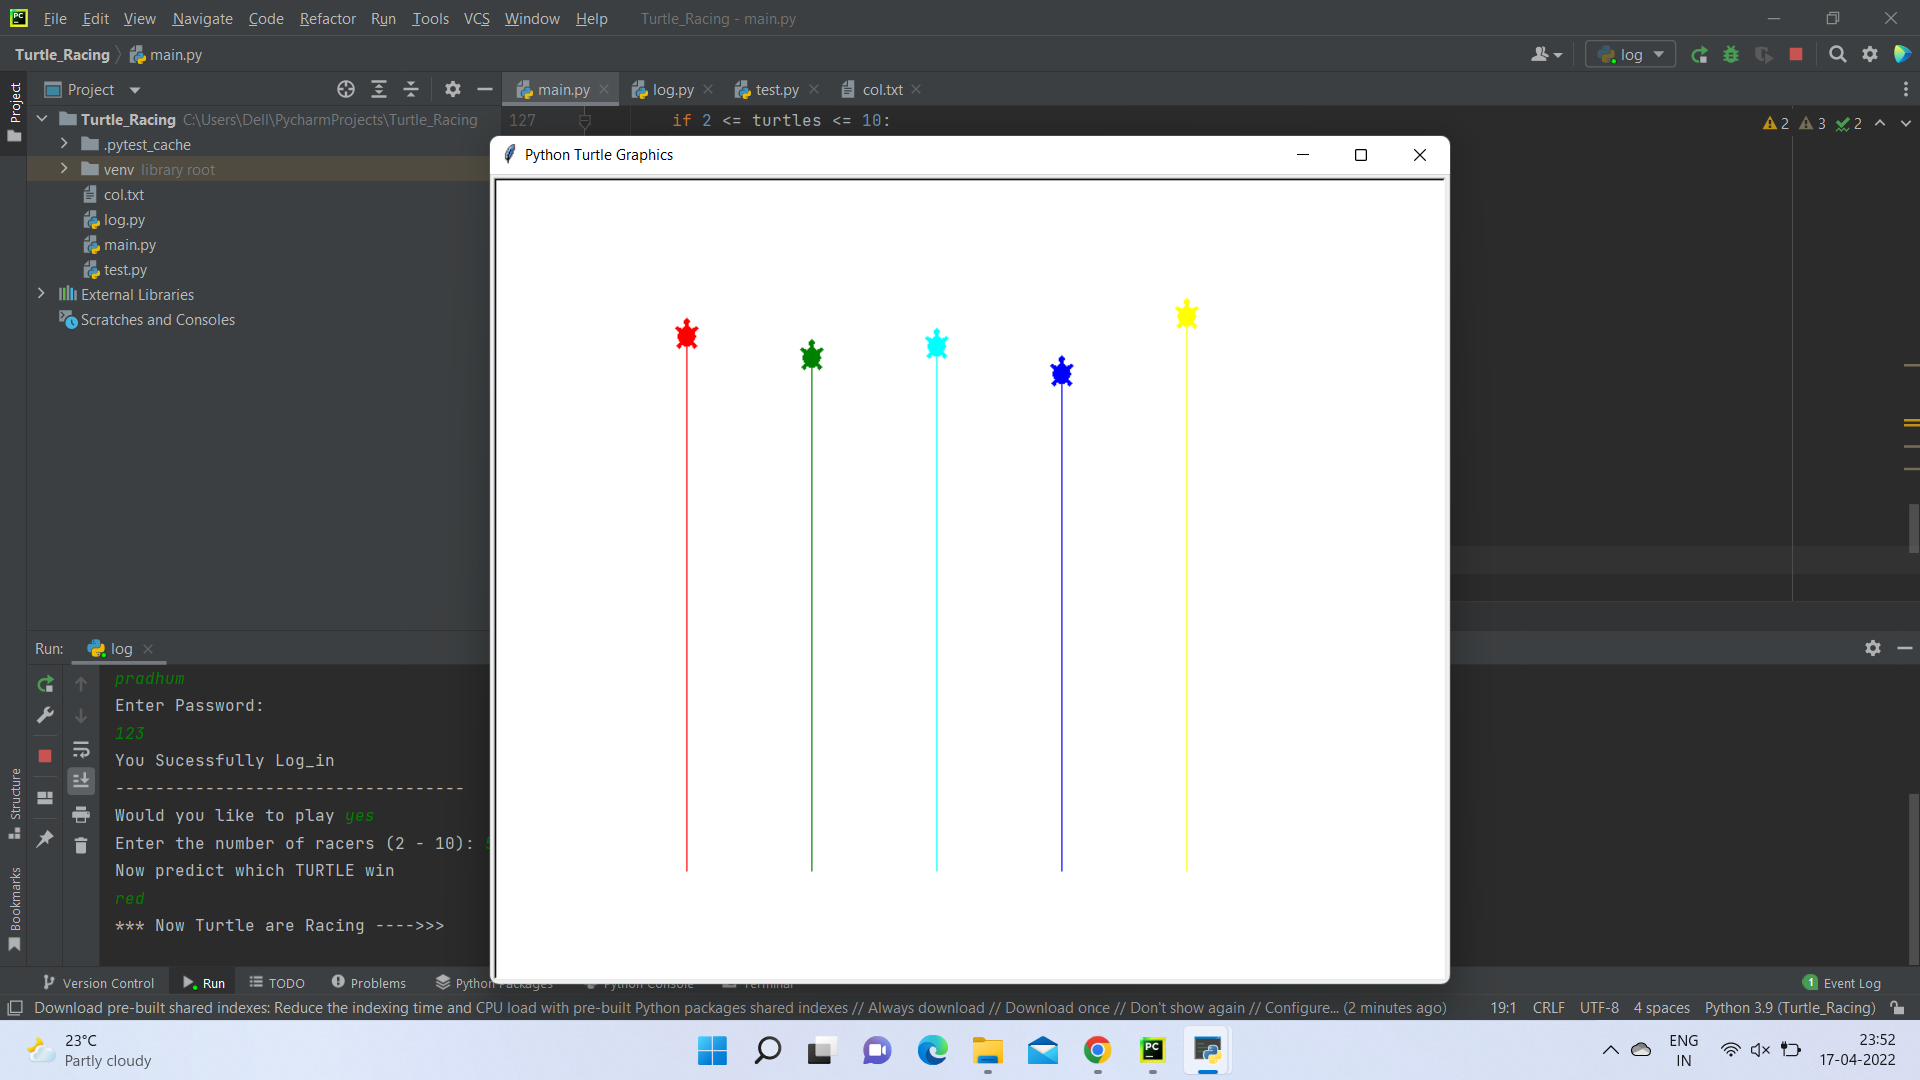 File Edit View Navigate Code Refactor Run Tools VCS Window Help Turtle_Racing - main.py
Turtle_Racing main.py log
Project main.py log.py test.py col.txt
Project
Turtle_Racing C:\Users\Dell\PycharmProjects\Turtle_Racing
127 if 2 <= turtles <= 10:
2 3 2
.pytest_cache
venv library root
col.txt
log.py
main.py
test.py
External Libraries
Scratches and Consoles
Python Turtle Graphics
Run: log
pradhum
Enter Password:
123
You Sucessfully Log_in
-----------------------------------
Would you like to play yes
Enter the number of racers (2 - 10):
Now predict which TURTLE win
red
*** Now Turtle are Racing ---->>>
Structure
Bookmarks
Version Control Run TODO Problems Python Packages Python Console Terminal 1 Event Log
Download pre-built shared indexes: Reduce the indexing time and CPU load with pre-built Python packages shared indexes // Always download // Download once // Don't show again // Configure... (2 minutes ago) 19:1 CRLF UTF-8 4 spaces Python 3.9 (Turtle_Racing)
23°C
Partly cloudy
ENG
IN
23:52
17-04-2022